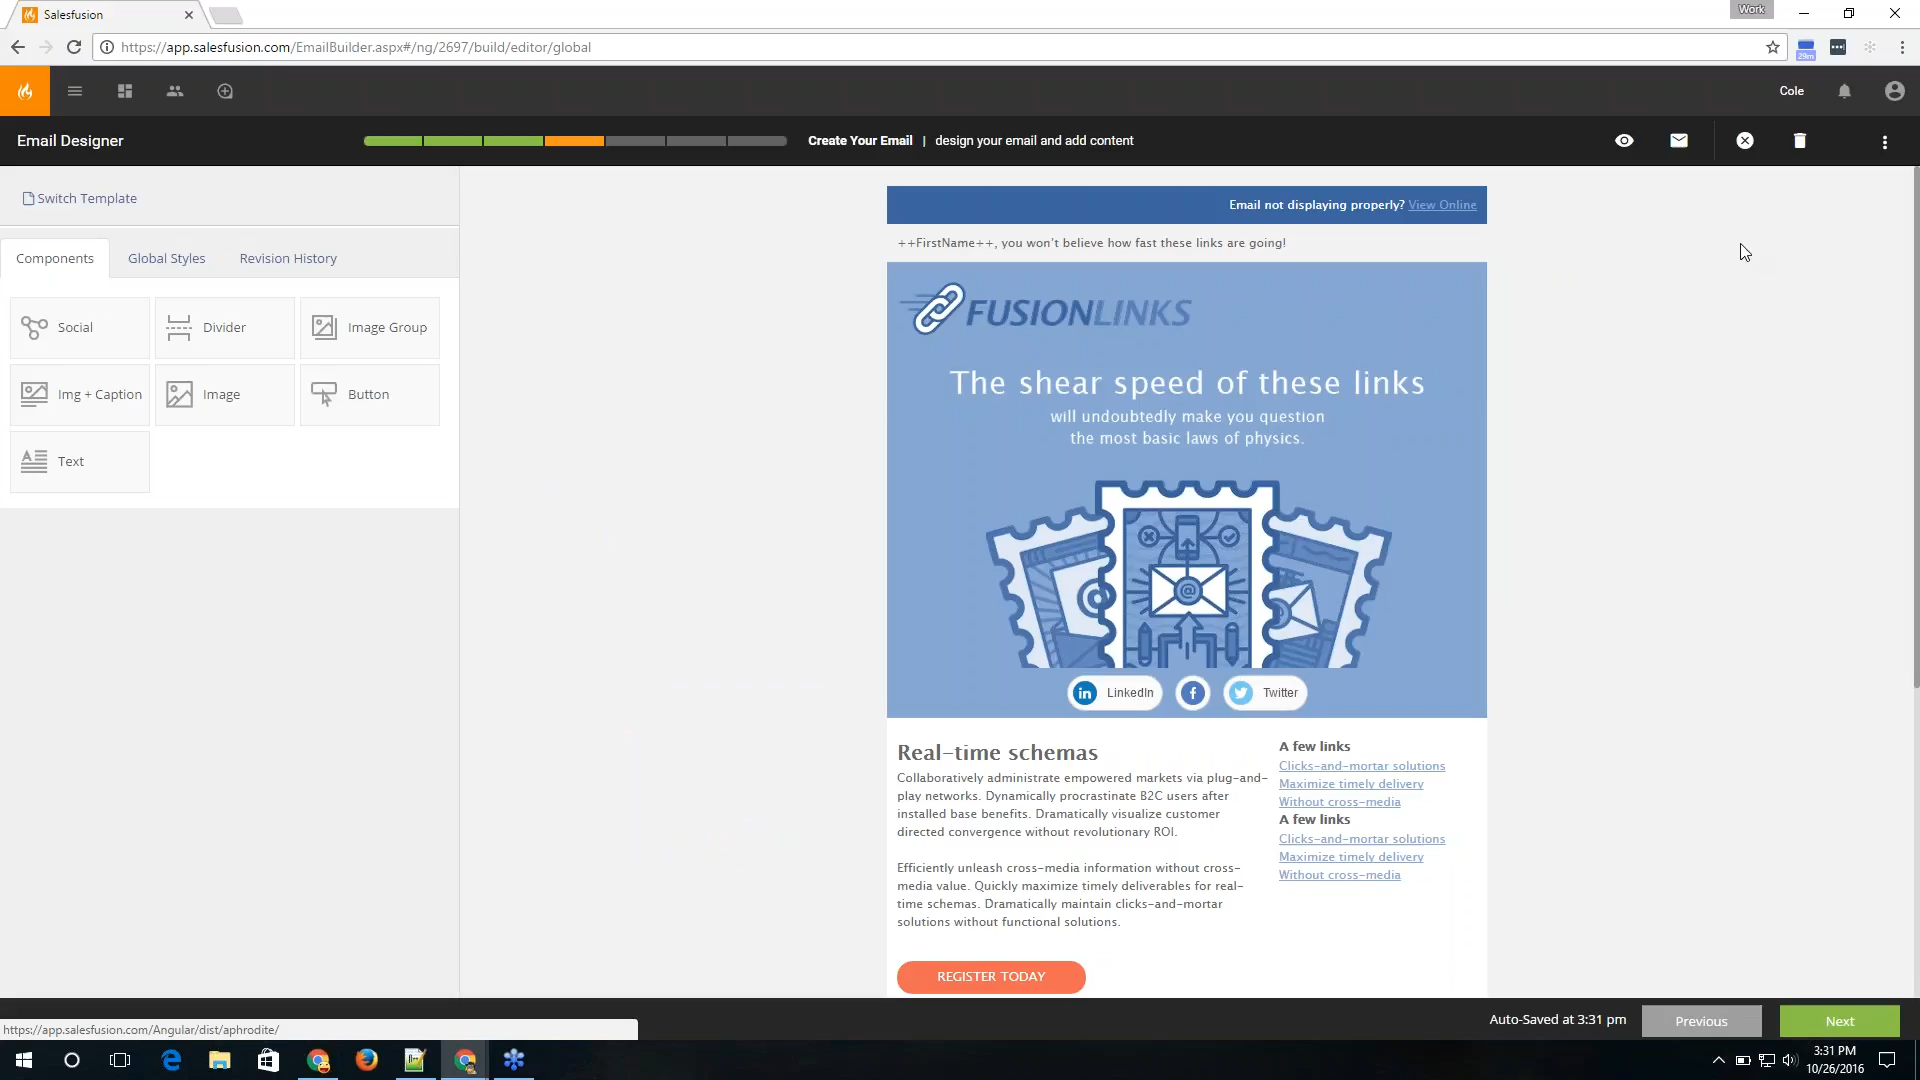 Salesfusion
Work
https://app.salesfusion.com/EmailBuilder.aspx#/ng/2697/build/editor/global
29m
Cole
Email Designer
Create Your Email | design your email and add content
Switch Template
Components
Global Styles
Revision History
Social
Divider
Image Group
Img + Caption
Image
Button
Text
Email not displaying properly? View Online
++FirstName++, you won't believe how fast these links are going!
FUSIONLINKS
The shear speed of these links
will undoubtedly make you question
the most basic laws of physics.
LinkedIn
Twitter
Real-time schemas
Collaboratively administrate empowered markets via plug-and-
play networks. Dynamically procrastinate B2C users after
installed base benefits. Dramatically visualize customer
directed convergence without revolutionary ROI.
Efficiently unleash cross-media information without cross-
media value. Quickly maximize timely deliverables for real-
time schemas. Dramatically maintain clicks-and-mortar
solutions without functional solutions.
REGISTER TODAY
A few links
Clicks-and-mortar solutions
Maximize timely delivery
Without cross-media
A few links
Clicks-and-mortar solutions
Maximize timely delivery
Without cross-media
https://app.salesfusion.com/Angular/dist/aphrodite/
Auto-Saved at 3:31 pm
Previous
Next
3:31 PM
10/26/2016